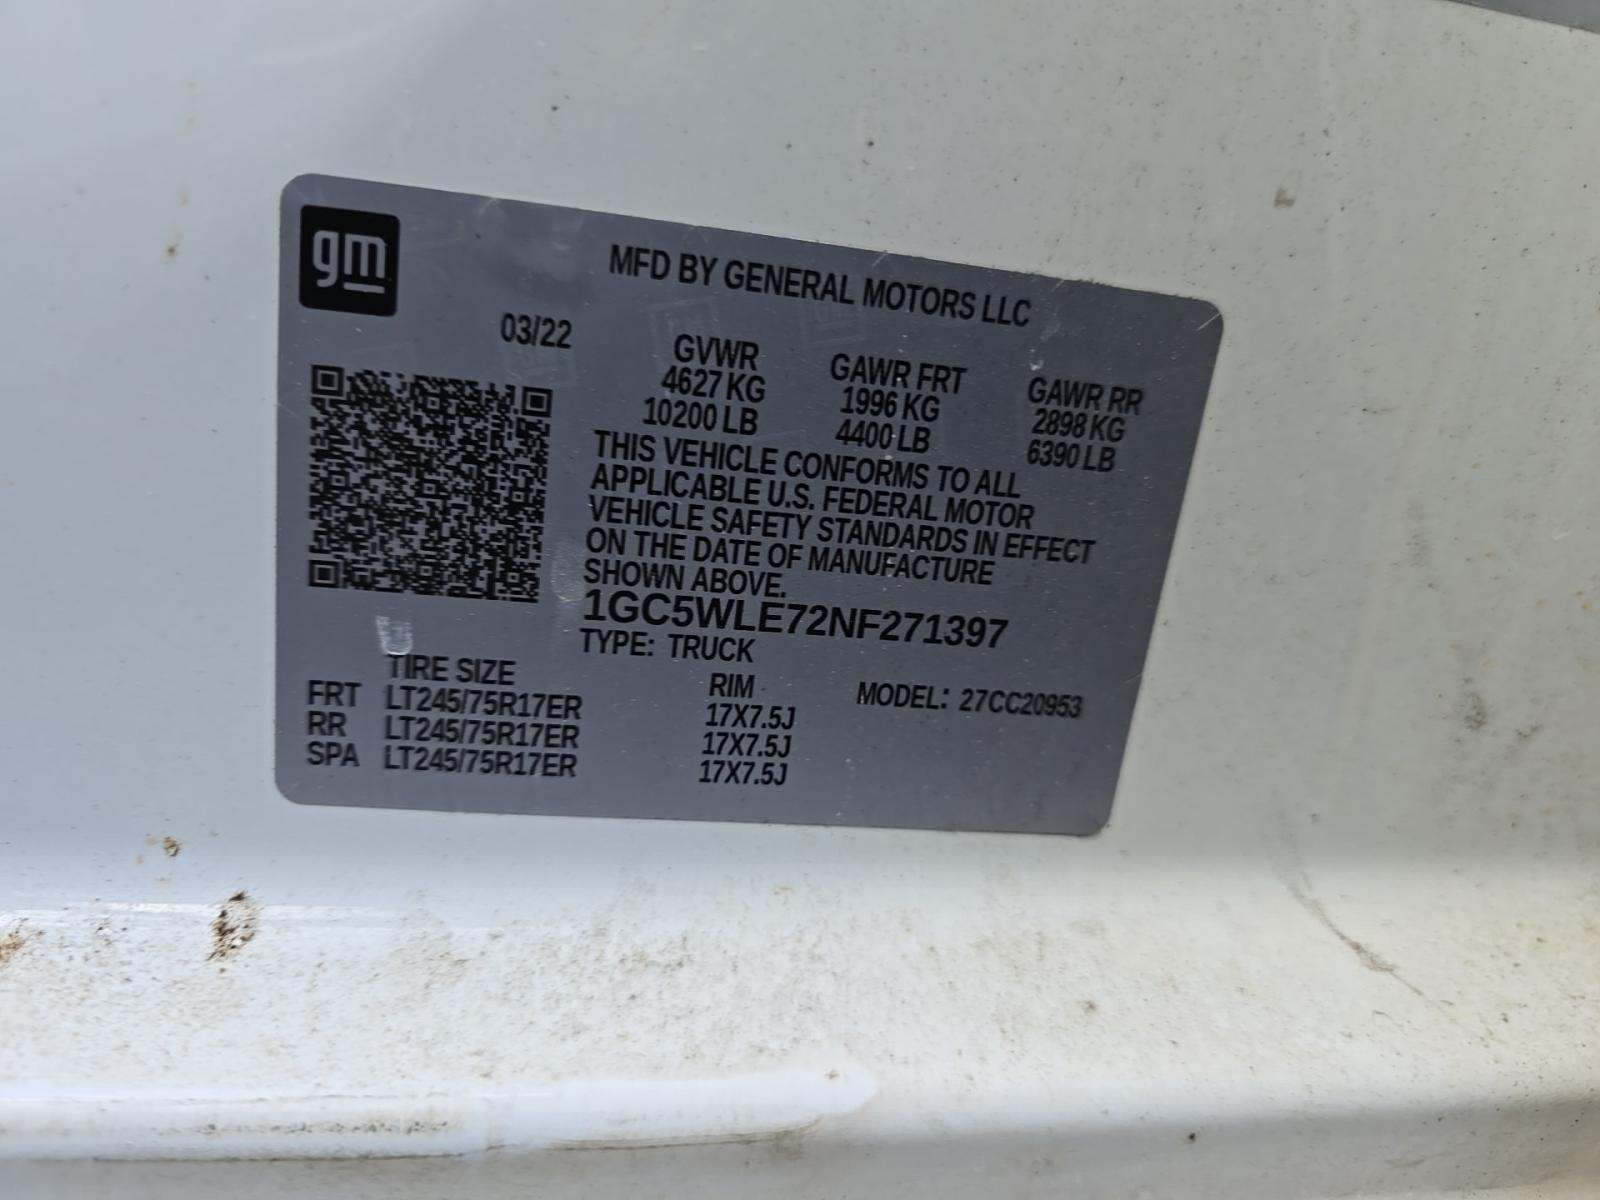 gm
MFD BY GENERAL MOTORS LLC
03/22
GVWR GAWR FRT GAWR RR
4627 KG 1996 KG 2898 KG
10200 LB 4400 LB 6390 LB
THIS VEHICLE CONFORMS TO ALL
APPLICABLE U.S. FEDERAL MOTOR
VEHICLE SAFETY STANDARDS IN EFFECT
ON THE DATE OF MANUFACTURE
SHOWN ABOVE.
1GC5WLE72NF271397
TYPE: TRUCK
MODEL: 27CC20953
TIRE SIZE RIM
FRT LT245/75R17ER 17X7.5J
RR LT245/75R17ER 17X7.5J
SPA LT245/75R17ER 17X7.5J